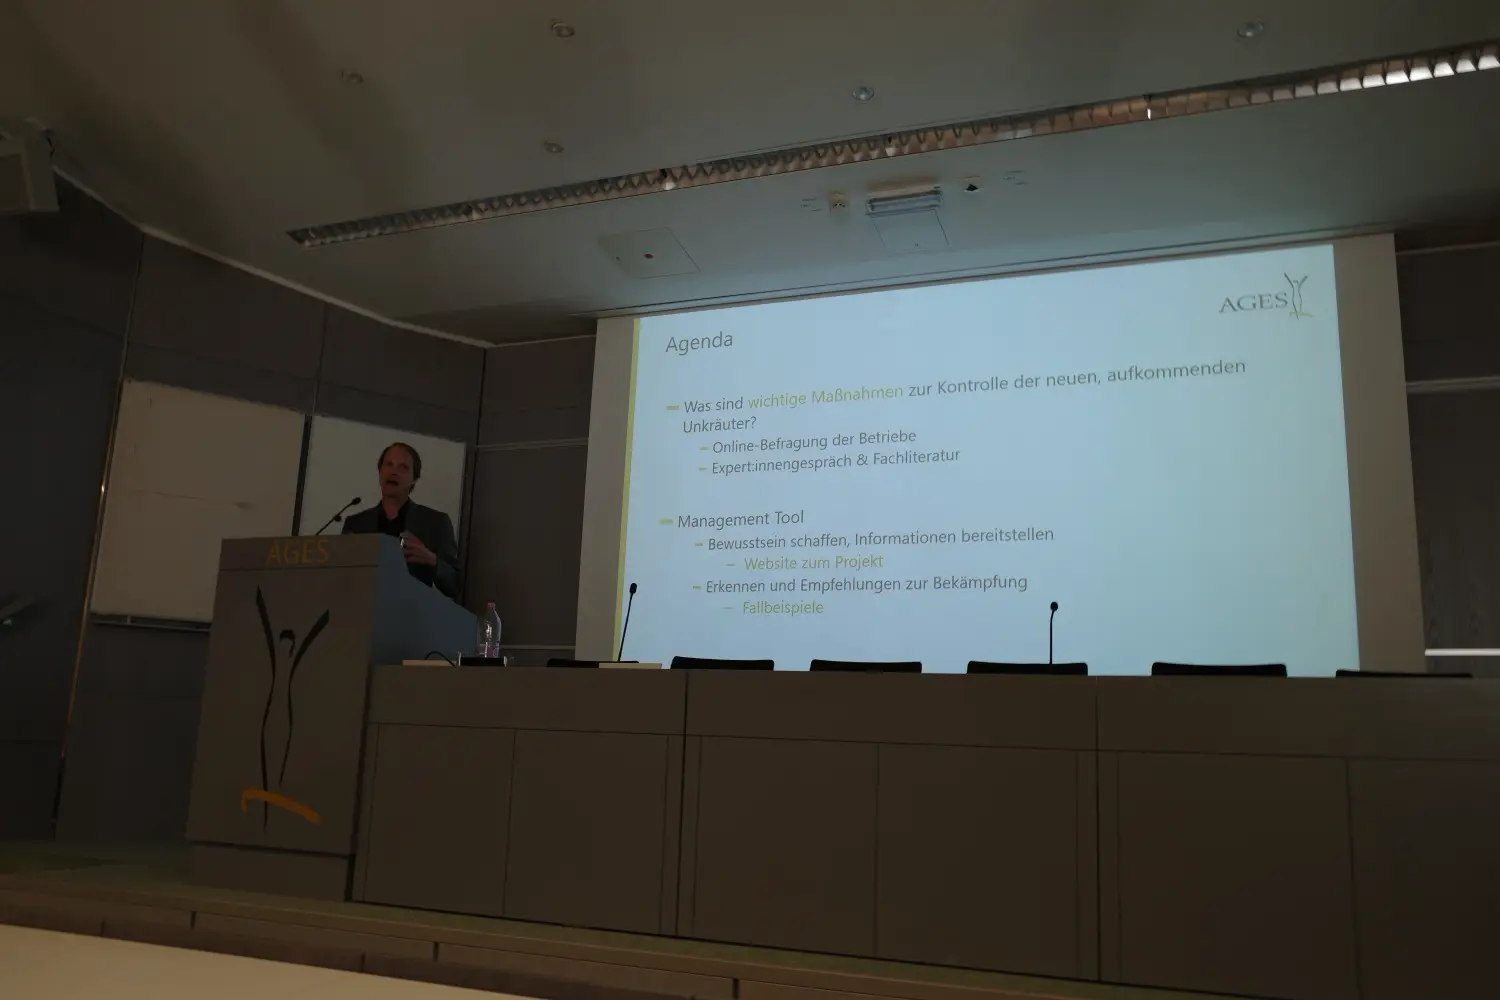 AGES
Agenda
Was sind wichtige Maßnahmen zur Kontrolle der neuen, aufkommenden
Unkräuter?
– Online-Befragung der Betriebe
– Expert:innengespräch & Fachliteratur
Management Tool
– Bewusstsein schaffen, Informationen bereitstellen
– Website zum Projekt
– Erkennen und Empfehlungen zur Bekämpfung
– Fallbeispiele
AGES